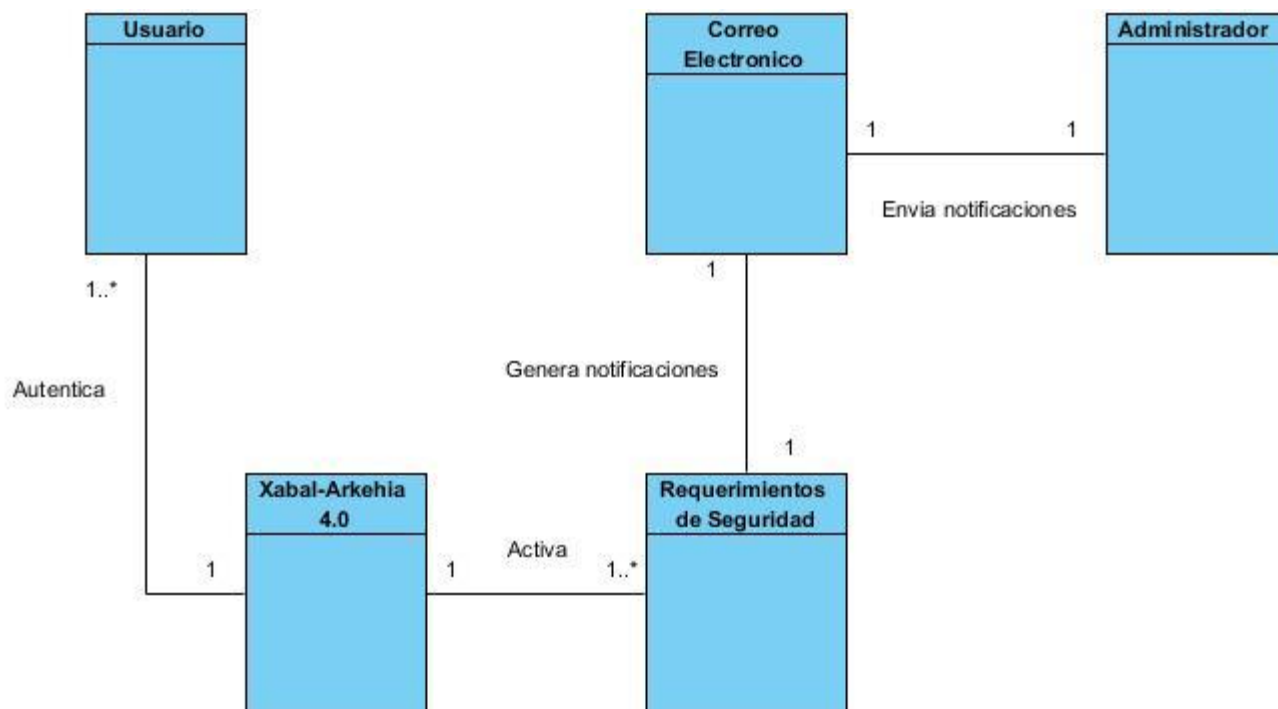 Usuario
Correo
Electronico
Administrador
1
1
Envia notificaciones
1..*
1
Autentica
Genera notificaciones
1
Xabal-Arkehia
4.0
Requerimientos
de Seguridad
Activa
1
1
1..*